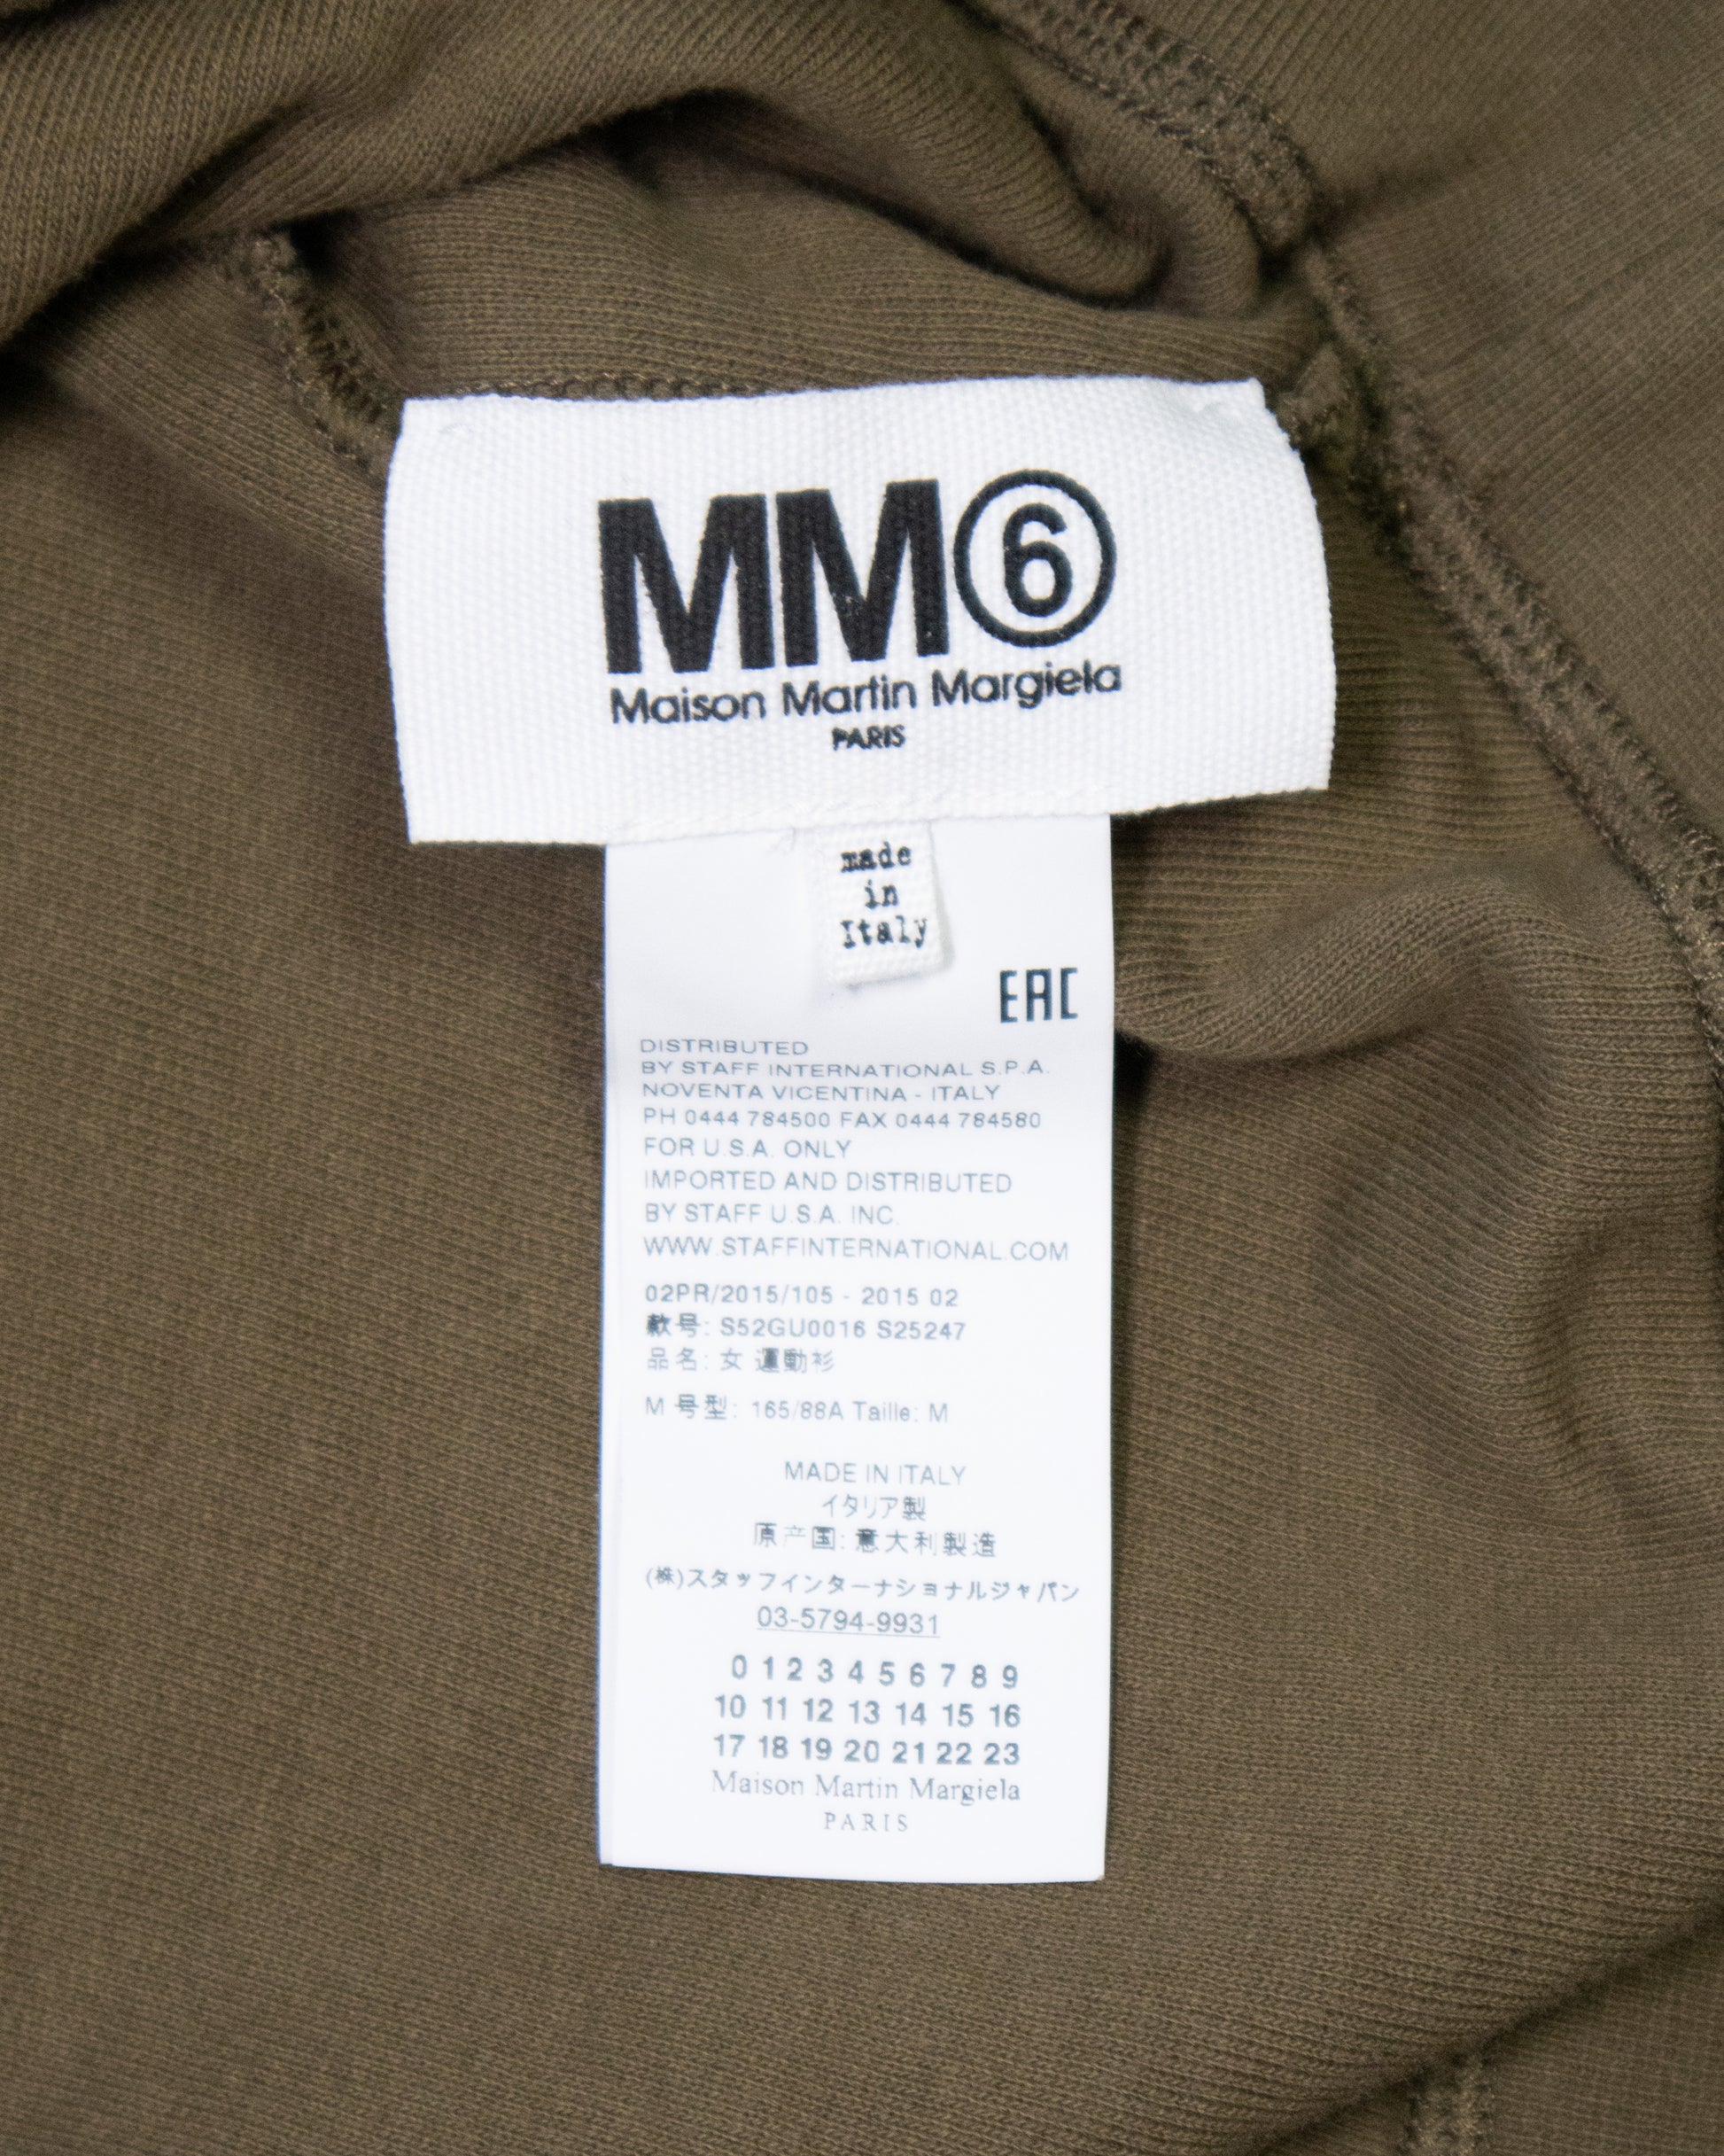 MM⑥
Maison Martin Margiela
PARIS
made
in
Italy
EAC
DISTRIBUTED
BY STAFF INTERNATIONAL S.P.A.
NOVENTA VICENTINA - ITALY
PH 0444 784500 FAX 0444 784580
FOR U.S.A. ONLY
IMPORTED AND DISTRIBUTED
BY STAFF U.S.A. INC.
WWW.STAFFINTERNATIONAL.COM
02PR/2015/105 - 2015 02
款号: S52GU0016 S25247
品名: 女 運動衫
M 号型: 165/88A Taille: M
MADE IN ITALY
イタリア製
原产国: 意大利製造
(株)スタッフインターナショナルジャパン
03-5794-9931
0 1 2 3 4 5 6 7 8 9
10 11 12 13 14 15 16
17 18 19 20 21 22 23
Maison Martin Margiela
PARIS